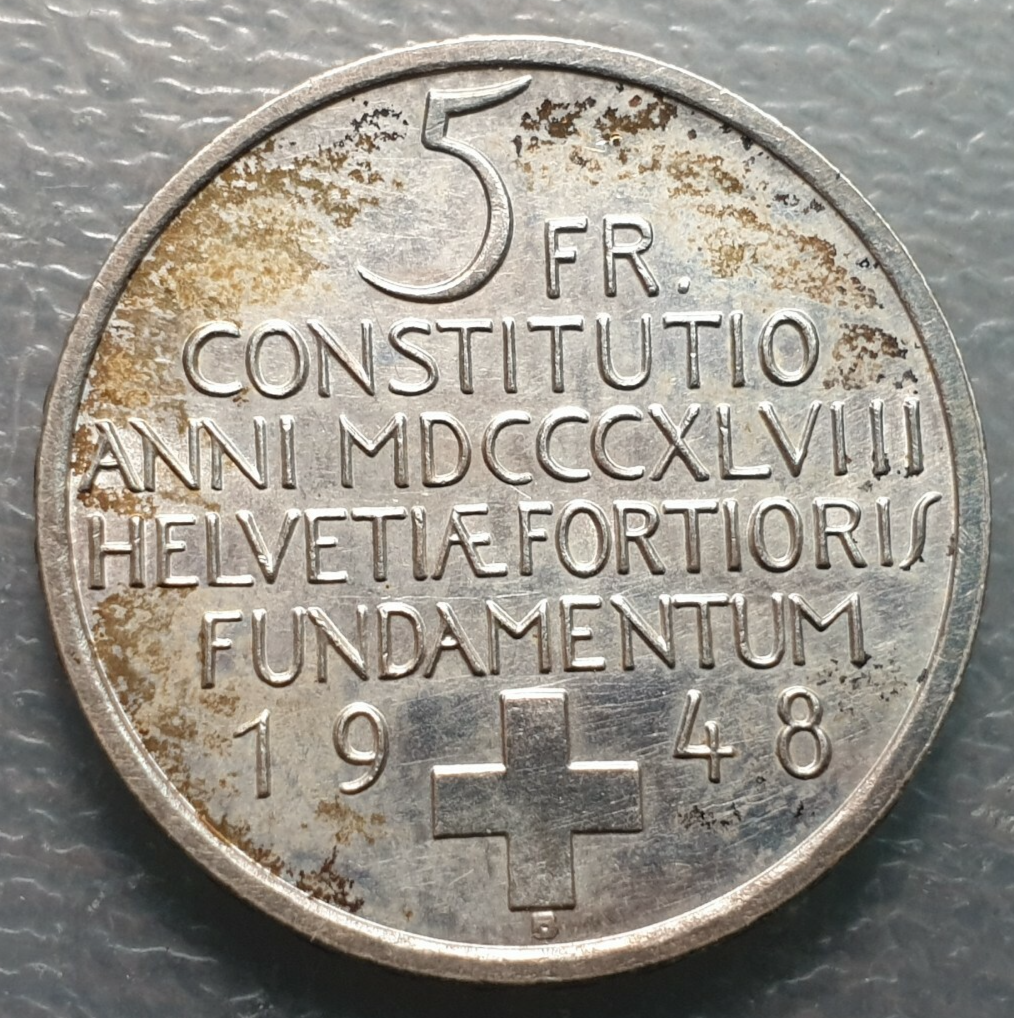 5 FR.
CONSTITUTIO
ANNI MDCCCXLVIII
HELVETIÆ FORTIORIS
FUNDAMENTUM
1948
B